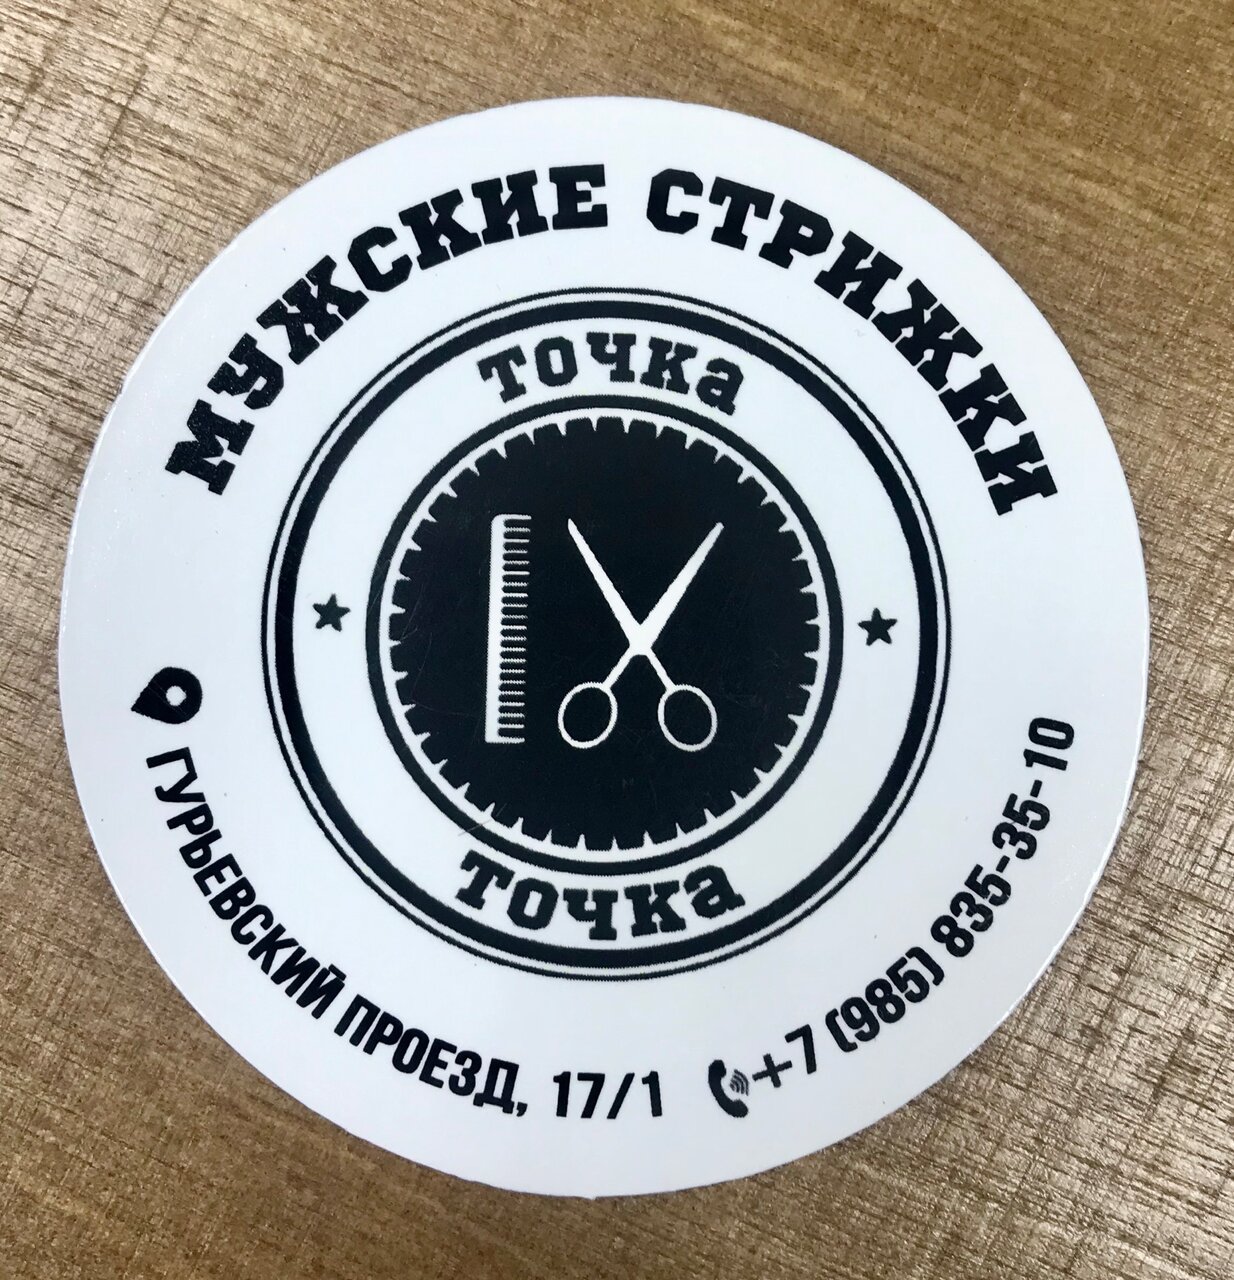 МУЖСКИЕ СТРИЖКИ
ТОЧКА
ТОЧКА
ГУРЬЕВСКИЙ ПРОЕЗД, 17/1
+7 (985) 835-35-10